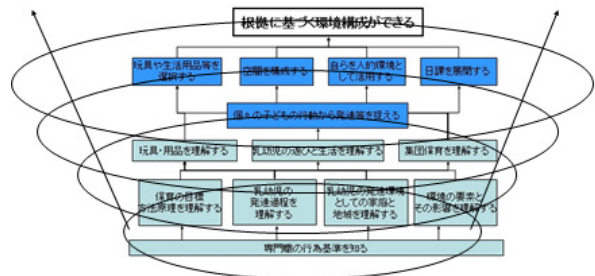 根拠に基づく環境構成ができる
玩具や生活用品等を
選択する
空間を構成する
自らを人的環境と
して活用する
日課を展開する
個々の子どもの行動から発達等を捉える
玩具・用品を理解する
乳幼児の遊びと生活を理解する
集団保育を理解する
保育の目標
方法原理を理解する
乳幼児の
発達過程を
理解する
乳幼児の発達環境
としての家庭と
地域を理解する
環境の要素と
その影響を理解する
専門職の行為基準を知る